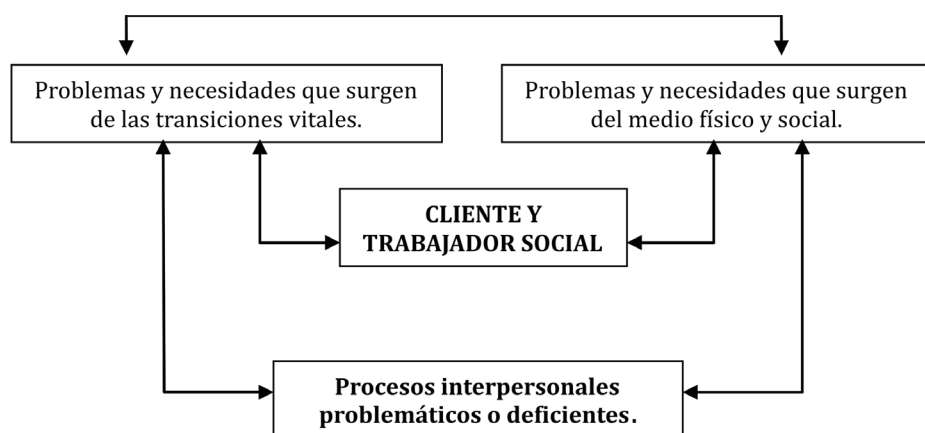 Problemas y necesidades que surgen
de las transiciones vitales.
Problemas y necesidades que surgen
del medio físico y social.
CLIENTE Y
TRABAJADOR SOCIAL
Procesos interpersonales
problemáticos o deficientes.